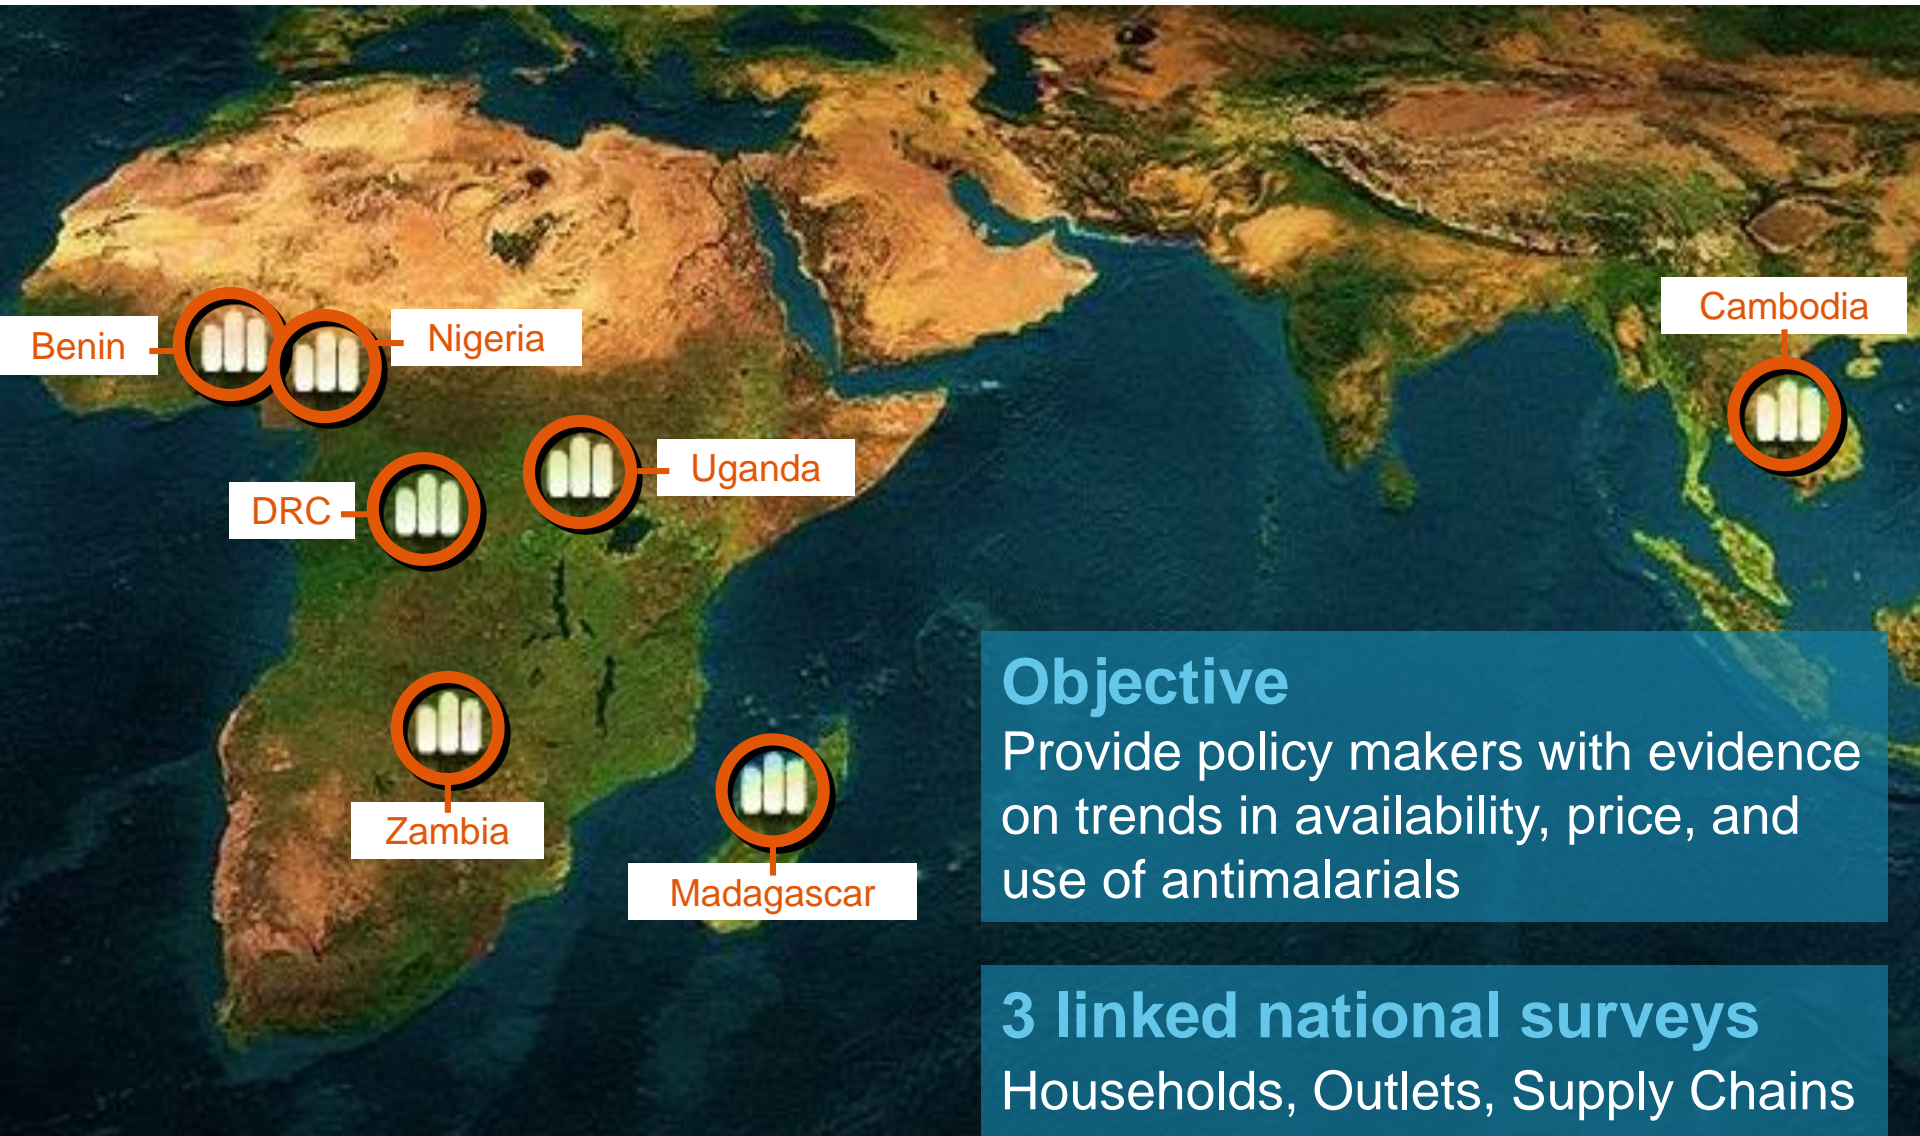 Benin
Nigeria
Cambodia
Uganda
DRC
Zambia
Madagascar
Objective
Provide policy makers with evidence
on trends in availability, price, and
use of antimalarials
3 linked national surveys
Households, Outlets, Supply Chains